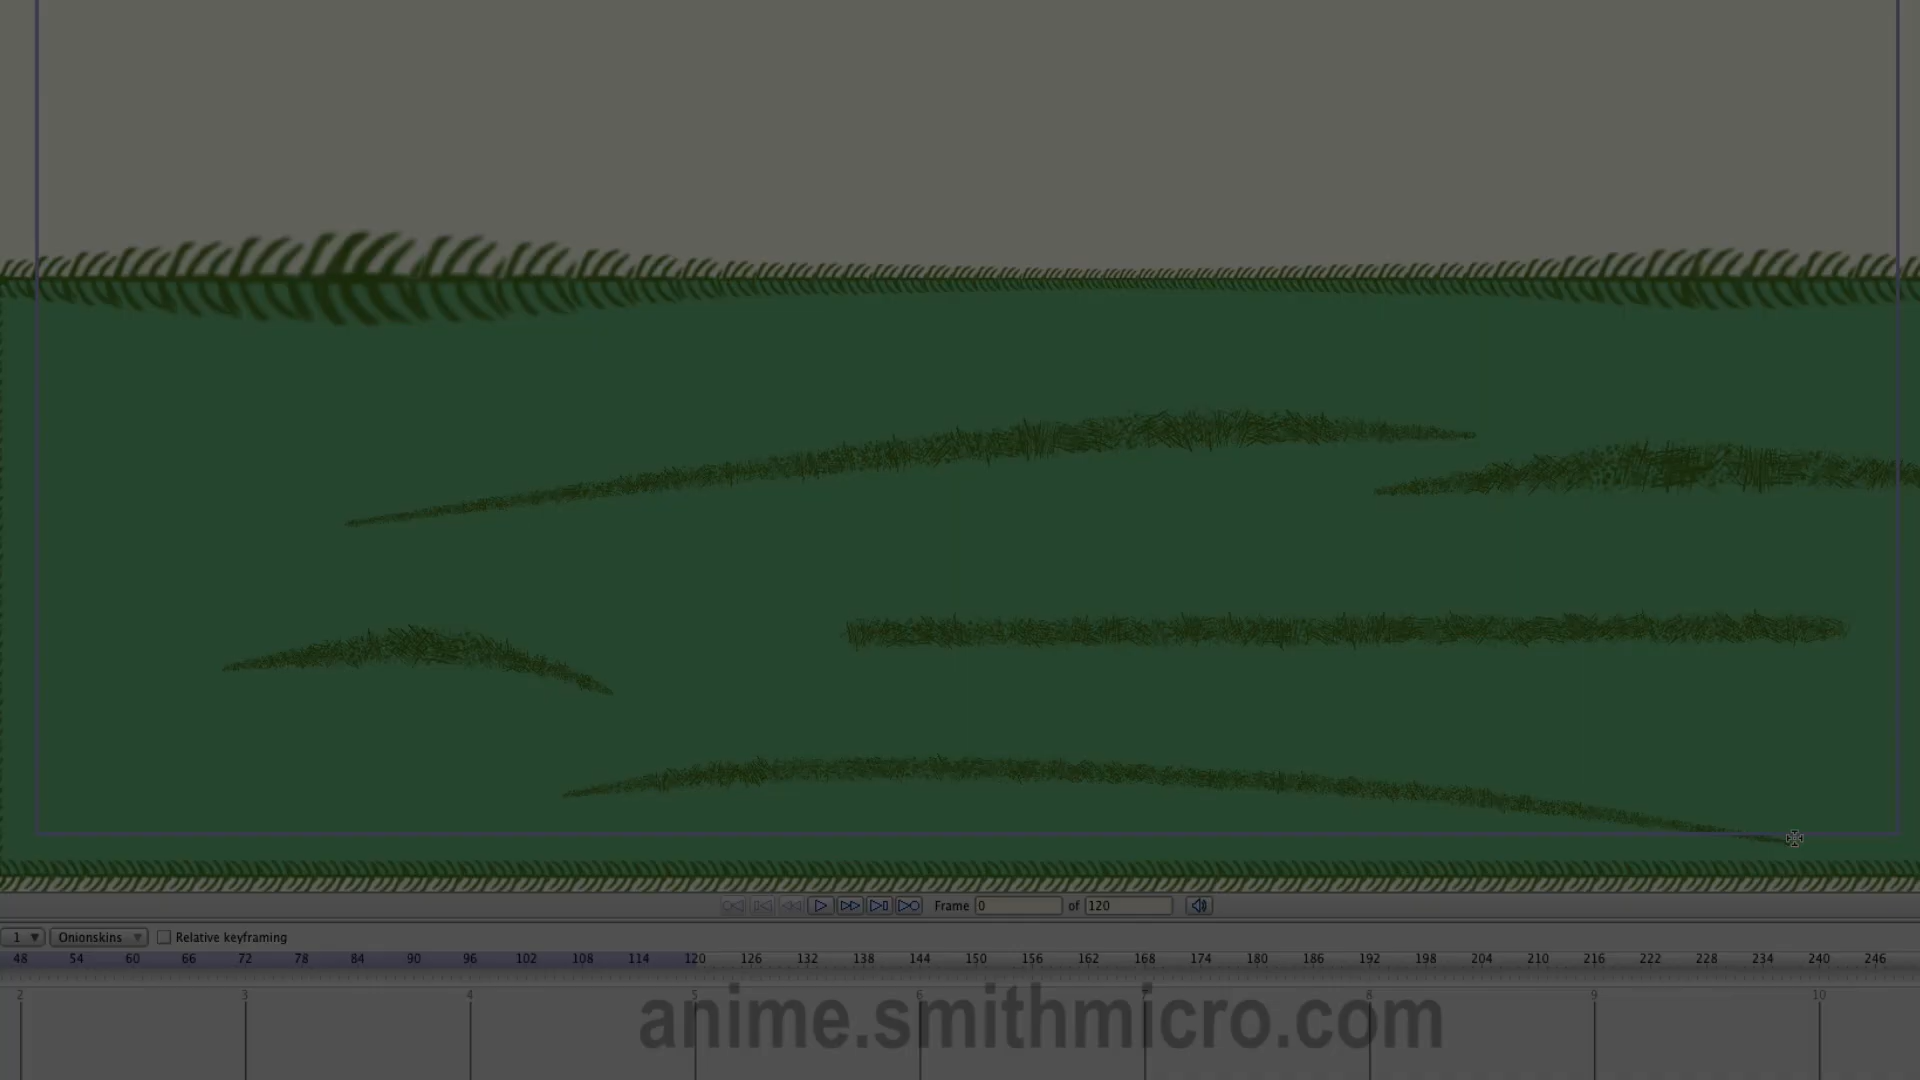 Frame 0 of 120
1 Onionskins Relative keyframing
48 54 60 66 72 78 84 90 96 102 108 114 120 126 132 138 144 150 156 162 168 174 180 186 192 198 204 210 216 222 228 234 240 246
2 3 4 5 6 7 8 9 10
anime.smithmicro.com